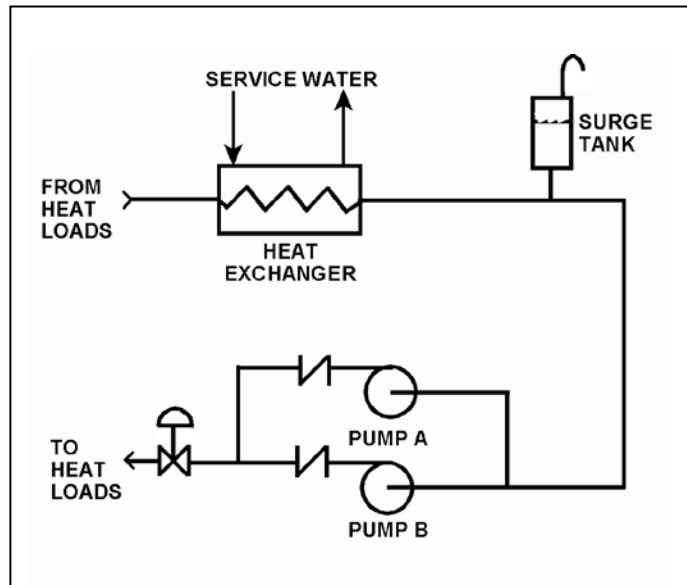 SERVICE WATER
SURGE
TANK
FROM
HEAT
LOADS
HEAT
EXCHANGER
PUMP A
TO
HEAT
LOADS
PUMP B